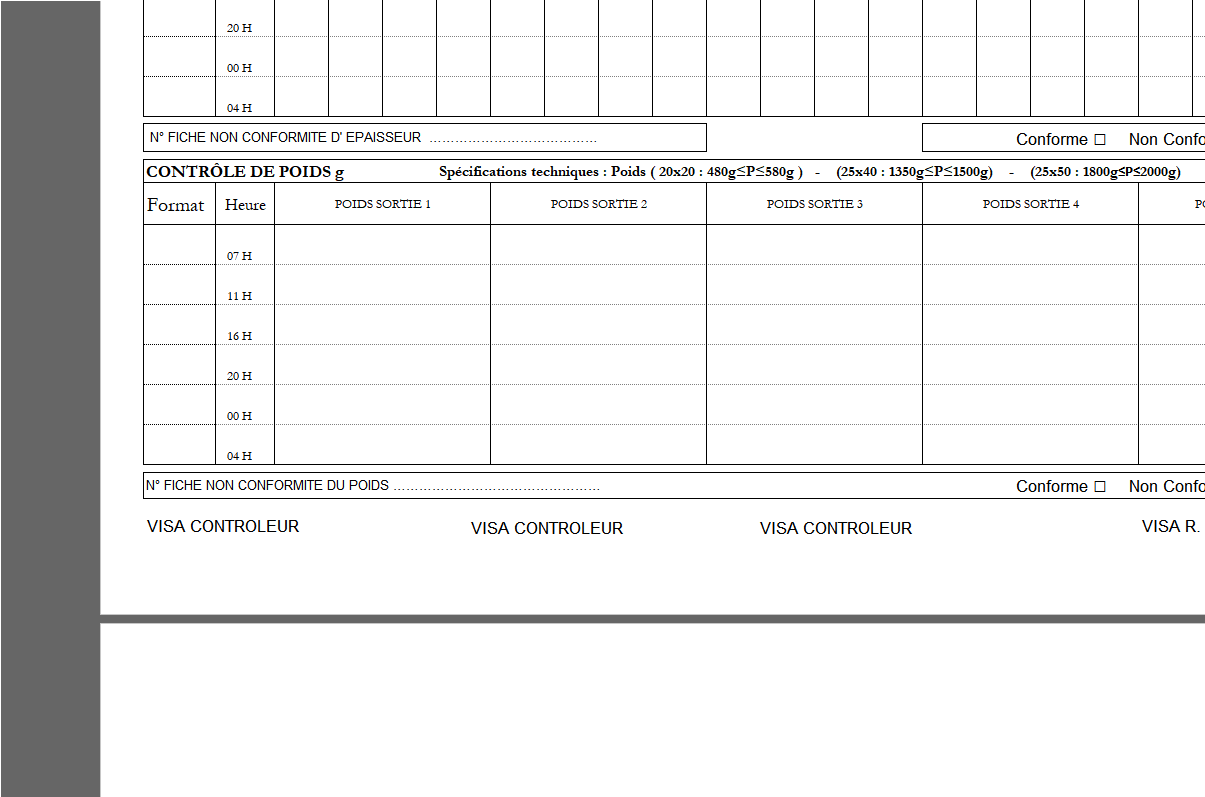 20 H
00 H
04 H
N° FICHE NON CONFORMITE D' EPAISSEUR ………………………………… Conforme ☐ Non Confo
CONTRÔLE DE POIDS g Spécifications techniques : Poids ( 20x20 : 480g≤P≤580g ) - (25x40 : 1350g≤P≤1500g) - (25x50 : 1800g≤P≤2000g)
Format Heure POIDS SORTIE 1 POIDS SORTIE 2 POIDS SORTIE 3 POIDS SORTIE 4 PO
07 H
11 H
16 H
20 H
00 H
04 H
N° FICHE NON CONFORMITE DU POIDS ………………………………………… Conforme ☐ Non Confo
VISA CONTROLEUR VISA CONTROLEUR VISA CONTROLEUR VISA R.